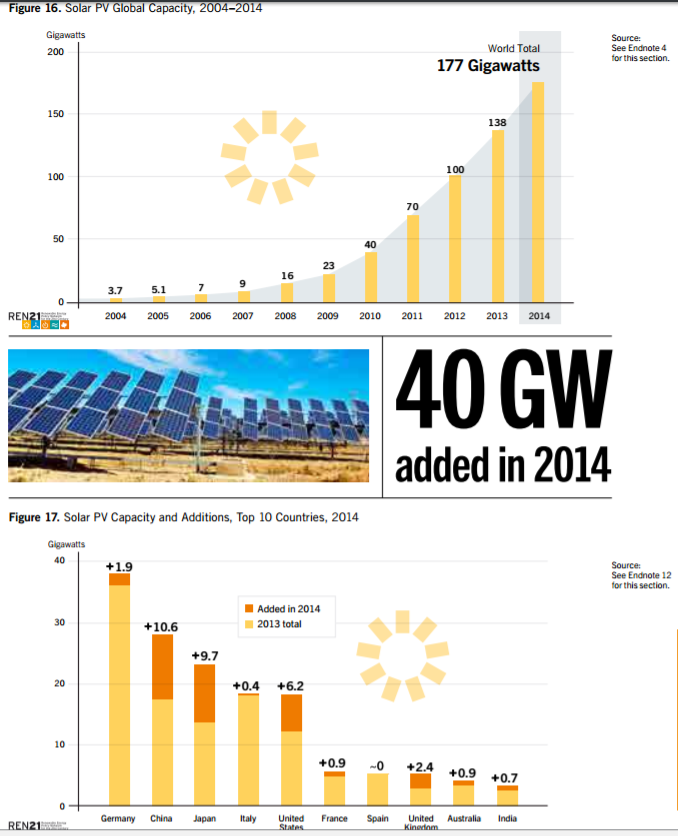 Figure 16. Solar PV Global Capacity, 2004–2014
Gigawatts
200
150
100
50
0
World Total
177 Gigawatts
3.7
5.1
7
9
16
23
40
70
100
138
2004 2005 2006 2007 2008 2009 2010 2011 2012 2013 2014
Source:
See Endnote 4
for this section.
REN21
40 GW
added in 2014
Figure 17. Solar PV Capacity and Additions, Top 10 Countries, 2014
Gigawatts
40
30
20
10
0
Added in 2014
2013 total
+1.9
+10.6
+9.7
+0.4
+6.2
+0.9
~0
+2.4
+0.9
+0.7
Germany China Japan Italy United France Spain United Australia India
States Kingdom
Source:
See Endnote 12
for this section.
REN21